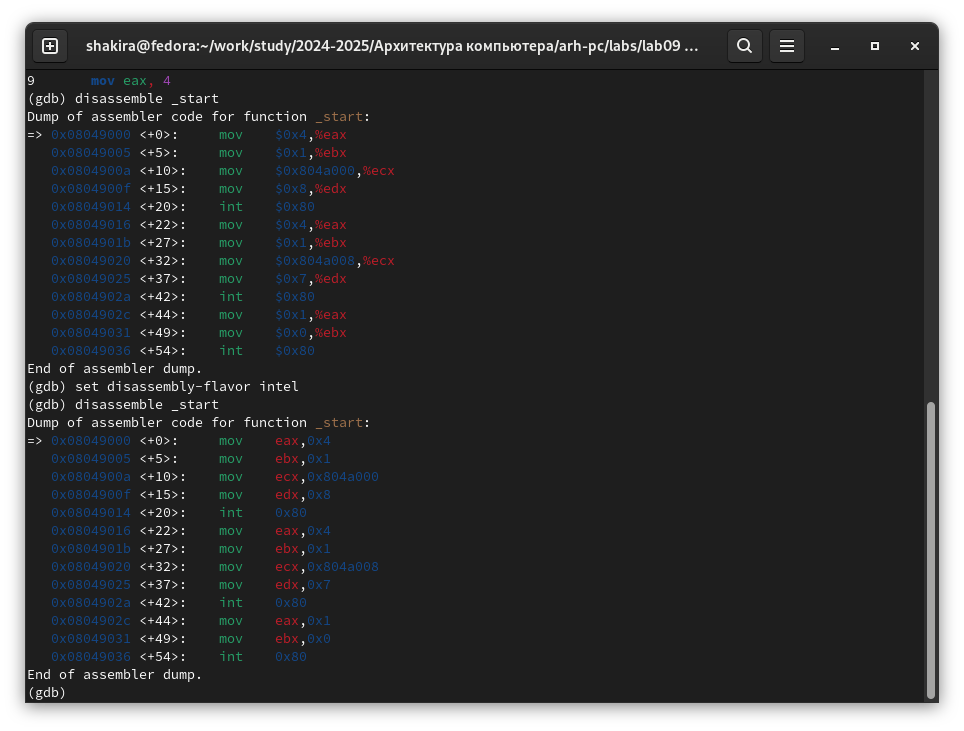 shakira@fedora:~/work/study/2024-2025/Архитектура компьютера/arh-pc/labs/lab09 ...
9       mov eax, 4
(gdb) disassemble _start
Dump of assembler code for function _start:
=> 0x08049000 <+0>:     mov    $0x4,%eax
   0x08049005 <+5>:     mov    $0x1,%ebx
   0x0804900a <+10>:    mov    $0x804a000,%ecx
   0x0804900f <+15>:    mov    $0x8,%edx
   0x08049014 <+20>:    int    $0x80
   0x08049016 <+22>:    mov    $0x4,%eax
   0x0804901b <+27>:    mov    $0x1,%ebx
   0x08049020 <+32>:    mov    $0x804a008,%ecx
   0x08049025 <+37>:    mov    $0x7,%edx
   0x0804902a <+42>:    int    $0x80
   0x0804902c <+44>:    mov    $0x1,%eax
   0x08049031 <+49>:    mov    $0x0,%ebx
   0x08049036 <+54>:    int    $0x80
End of assembler dump.
(gdb) set disassembly-flavor intel
(gdb) disassemble _start
Dump of assembler code for function _start:
=> 0x08049000 <+0>:     mov    eax,0x4
   0x08049005 <+5>:     mov    ebx,0x1
   0x0804900a <+10>:    mov    ecx,0x804a000
   0x0804900f <+15>:    mov    edx,0x8
   0x08049014 <+20>:    int    0x80
   0x08049016 <+22>:    mov    eax,0x4
   0x0804901b <+27>:    mov    ebx,0x1
   0x08049020 <+32>:    mov    ecx,0x804a008
   0x08049025 <+37>:    mov    edx,0x7
   0x0804902a <+42>:    int    0x80
   0x0804902c <+44>:    mov    eax,0x1
   0x08049031 <+49>:    mov    ebx,0x0
   0x08049036 <+54>:    int    0x80
End of assembler dump.
(gdb)